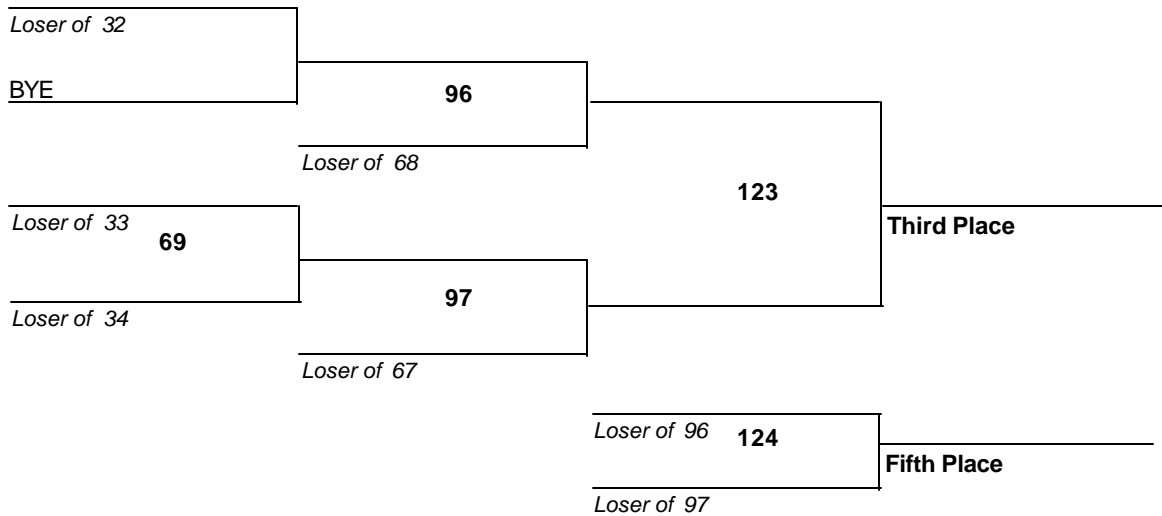 Loser of 32
BYE
96
Loser of 68
123
Loser of 33
69
Third Place
97
Loser of 34
Loser of 67
Loser of 96
124
Fifth Place
Loser of 97